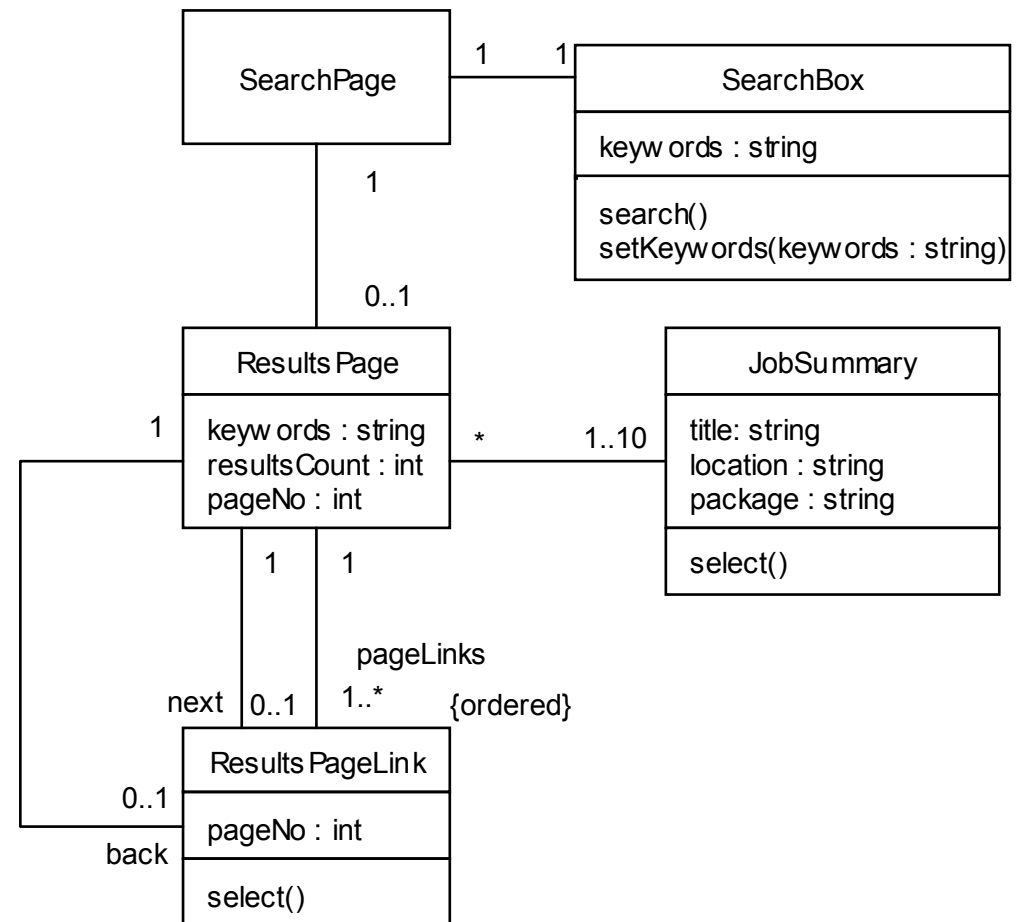 SearchPage
1
1
SearchBox
keywords : string
search()
setKeywords(keywords : string)
1
0..1
ResultsPage
keywords : string
resultsCount : int
pageNo : int
1
*
1..10
JobSummary
title: string
location : string
package : string
select()
1
1
pageLinks
next
0..1
1..*
{ordered}
ResultsPageLink
pageNo : int
select()
0..1
back